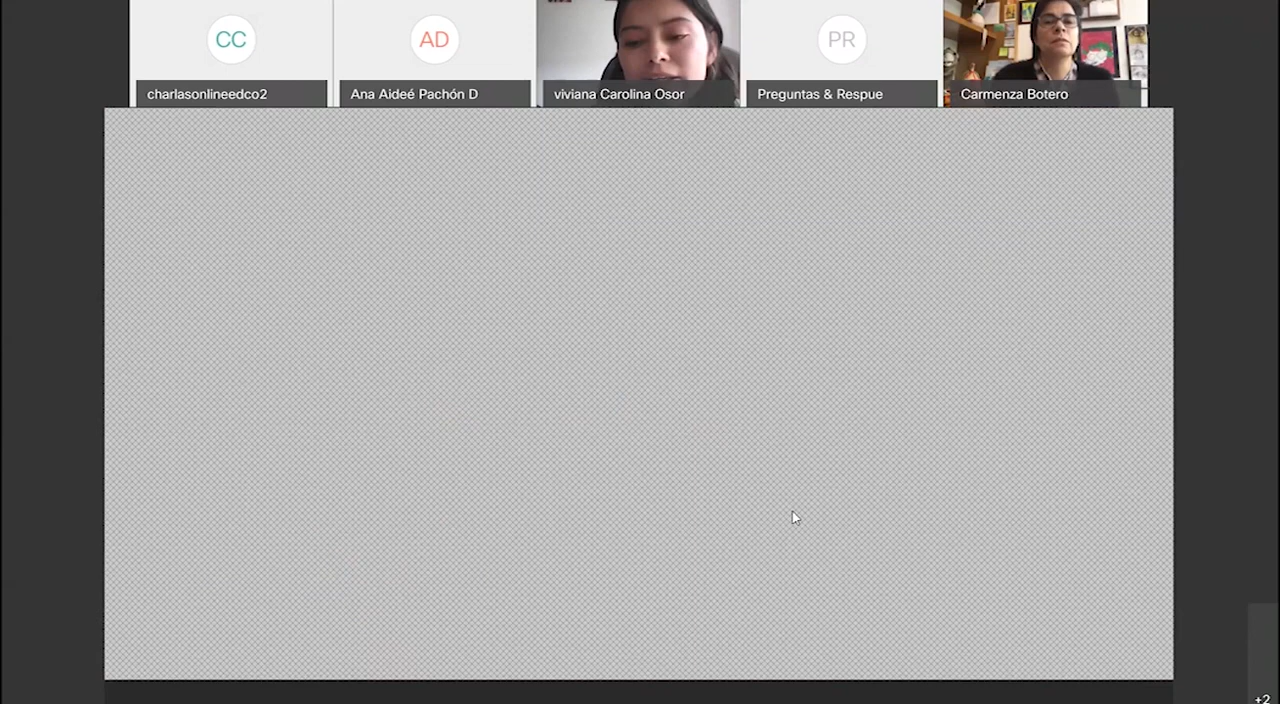 CC
AD
PR
charlasonlineedco2
Ana Aideé Pachón D
viviana Carolina Osor
Preguntas & Respue
Carmenza Botero
+2